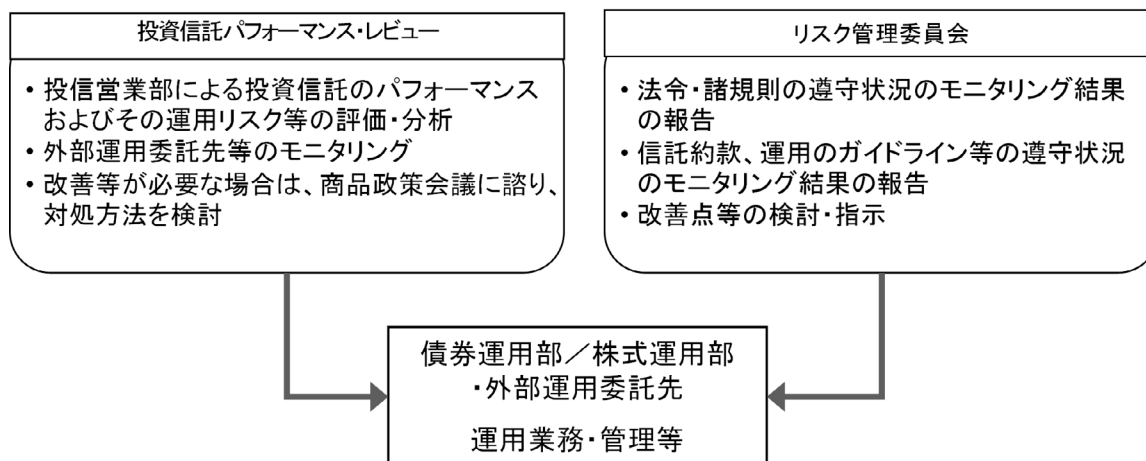 投資信託パフォーマンス・レビュー
• 投信営業部による投資信託のパフォーマンス
およびその運用リスク等の評価・分析
• 外部運用委託先等のモニタリング
• 改善等が必要な場合は、商品政策会議に諮り、
対処方法を検討
リスク管理委員会
• 法令・諸規則の遵守状況のモニタリング結果
の報告
• 信託約款、運用のガイドライン等の遵守状況
のモニタリング結果の報告
• 改善点等の検討・指示
債券運用部／株式運用部
・外部運用委託先
運用業務・管理等